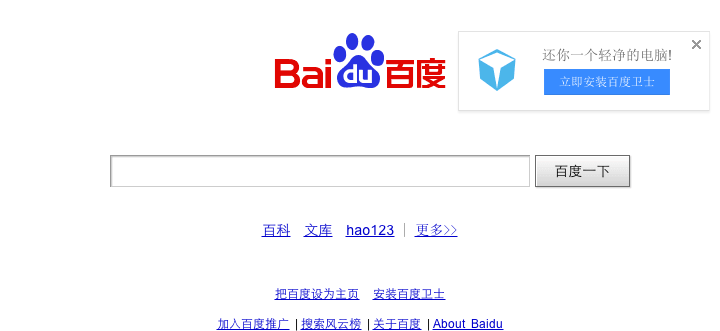 Bai du 百度
还你一个轻净的电脑!
立即安装百度卫士
百度一下
百科 文库 hao123 | 更多>>
把百度设为主页 安装百度卫士
加入百度推广 | 搜索风云榜 | 关于百度 | About Baidu